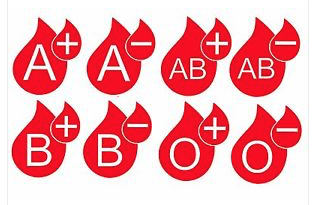 A+ A− AB+ AB−
B+ B− O+ O−